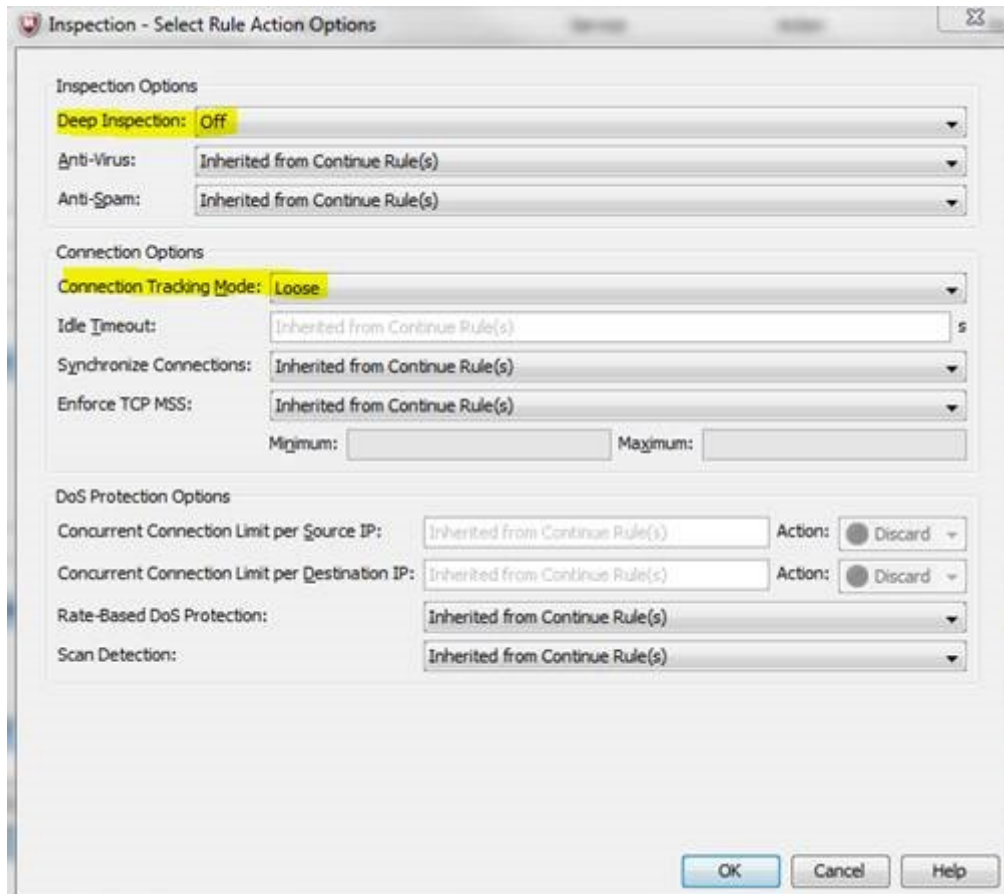 Inspection - Select Rule Action Options
Inspection Options
Deep Inspection: Off
Anti-Virus: Inherited from Continue Rule(s)
Anti-Spam: Inherited from Continue Rule(s)
Connection Options
Connection Tracking Mode: Loose
Idle Timeout: Inherited from Continue Rule(s) s
Synchronize Connections: Inherited from Continue Rule(s)
Enforce TCP MSS: Inherited from Continue Rule(s)
Minimum: Maximum:
DoS Protection Options
Concurrent Connection Limit per Source IP: Inherited from Continue Rule(s) Action: Discard
Concurrent Connection Limit per Destination IP: Inherited from Continue Rule(s) Action: Discard
Rate-Based DoS Protection: Inherited from Continue Rule(s)
Scan Detection: Inherited from Continue Rule(s)
OK Cancel Help